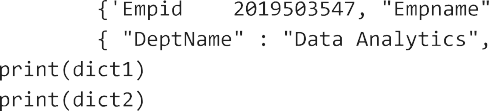 {'Empid 2019503547, "Empname"
{ "DeptName" : "Data Analytics",
print(dict1)
print(dict2)